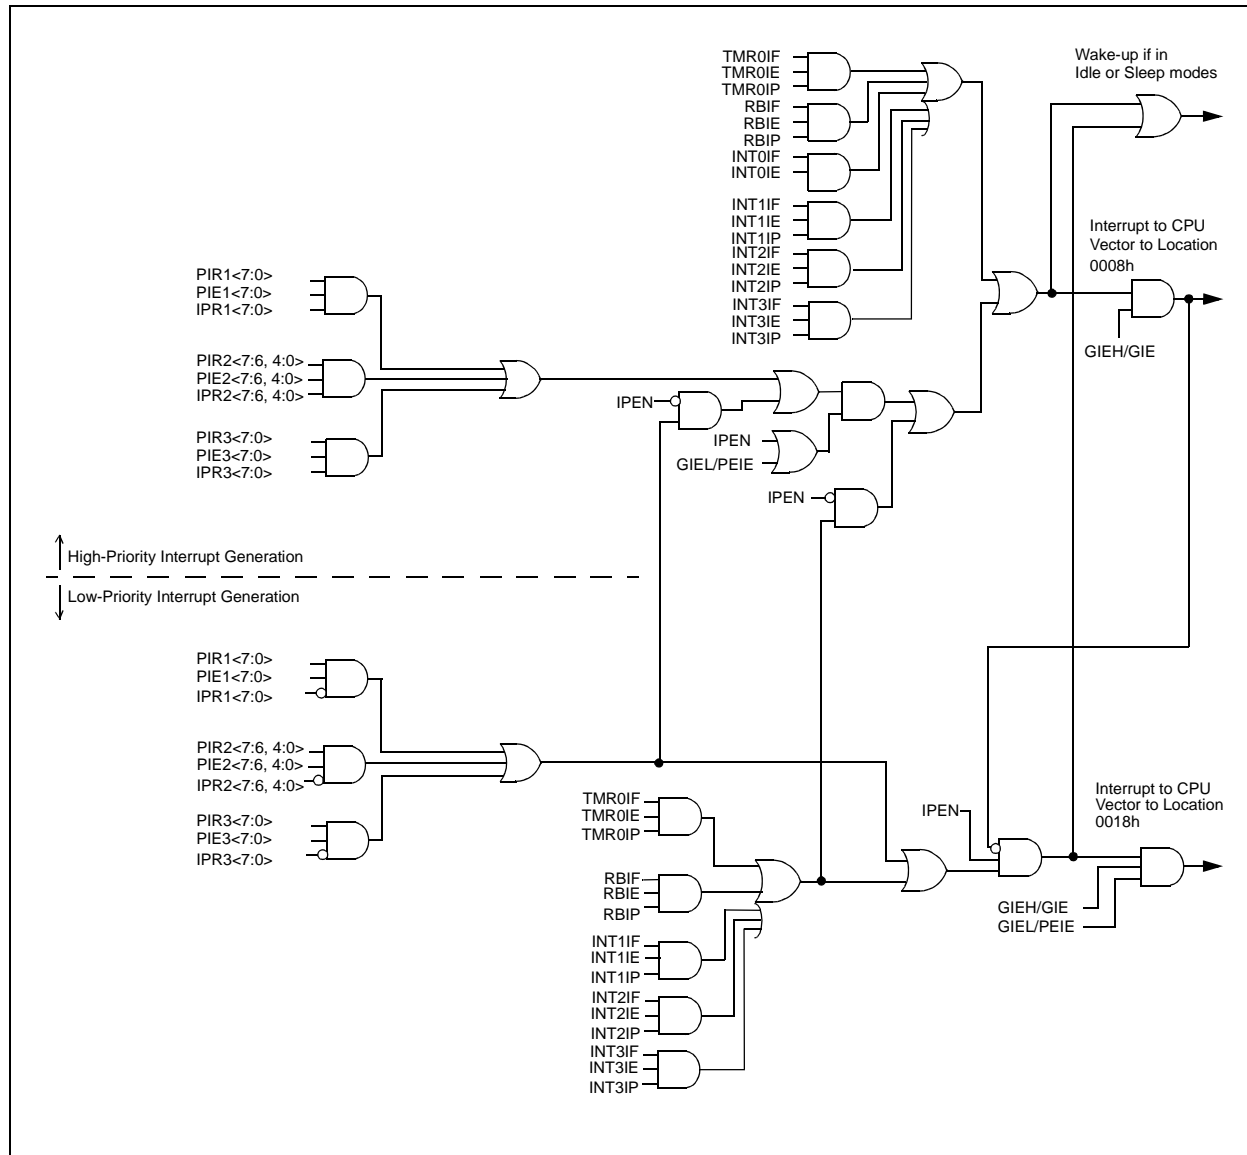 TMR0IF
TMR0IE
TMR0IP
RBIF
RBIE
RBIP
INT0IF
INT0IE
INT1IF
INT1IE
INT1IP
INT2IF
INT2IE
INT2IP
INT3IF
INT3IE
INT3IP
Wake-up if in
Idle or Sleep modes
Interrupt to CPU
Vector to Location
0008h
GIEH/GIE
PIR1<7:0>
PIE1<7:0>
IPR1<7:0>
PIR2<7:6, 4:0>
PIE2<7:6, 4:0>
IPR2<7:6, 4:0>
PIR3<7:0>
PIE3<7:0>
IPR3<7:0>
IPEN
IPEN
GIEL/PEIE
IPEN
High-Priority Interrupt Generation
Low-Priority Interrupt Generation
PIR1<7:0>
PIE1<7:0>
IPR1<7:0>
PIR2<7:6, 4:0>
PIE2<7:6, 4:0>
IPR2<7:6, 4:0>
PIR3<7:0>
PIE3<7:0>
IPR3<7:0>
TMR0IF
TMR0IE
TMR0IP
RBIF
RBIE
RBIP
INT1IF
INT1IE
INT1IP
INT2IF
INT2IE
INT2IP
INT3IF
INT3IE
INT3IP
IPEN
Interrupt to CPU
Vector to Location
0018h
GIEH/GIE
GIEL/PEIE